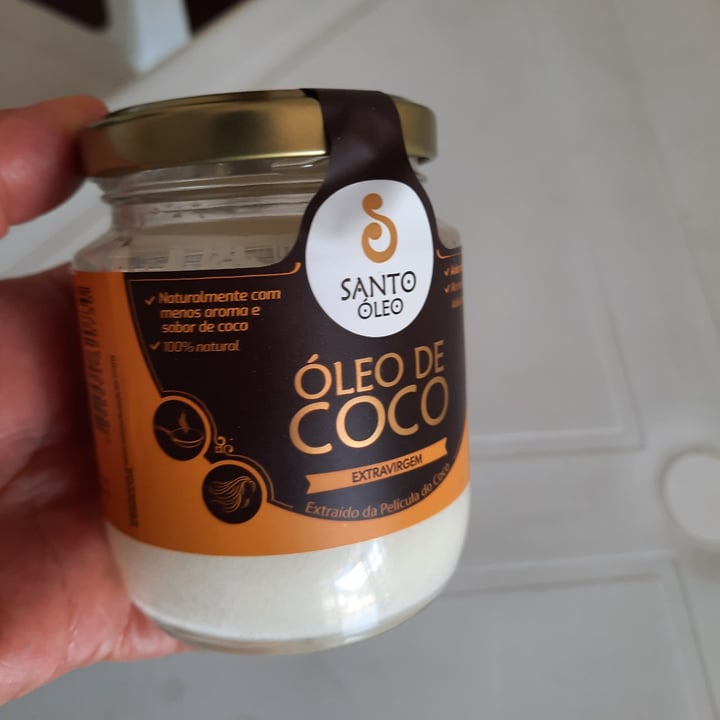 SANTO
ÓLEO
✓ Naturalmente com
menos aroma e
sabor de coco
✓ 100% natural
ÓLEO DE
COCO
EXTRAVIRGEM
Extraído da Película do Coco